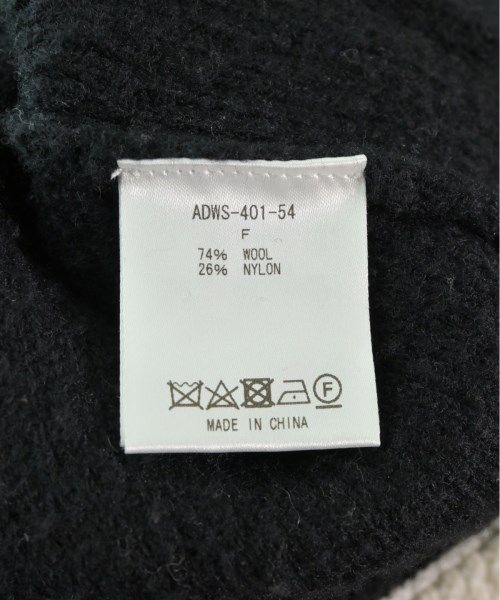 ADWS-401-54
F
74% WOOL
26% NYLON
F
MADE IN CHINA